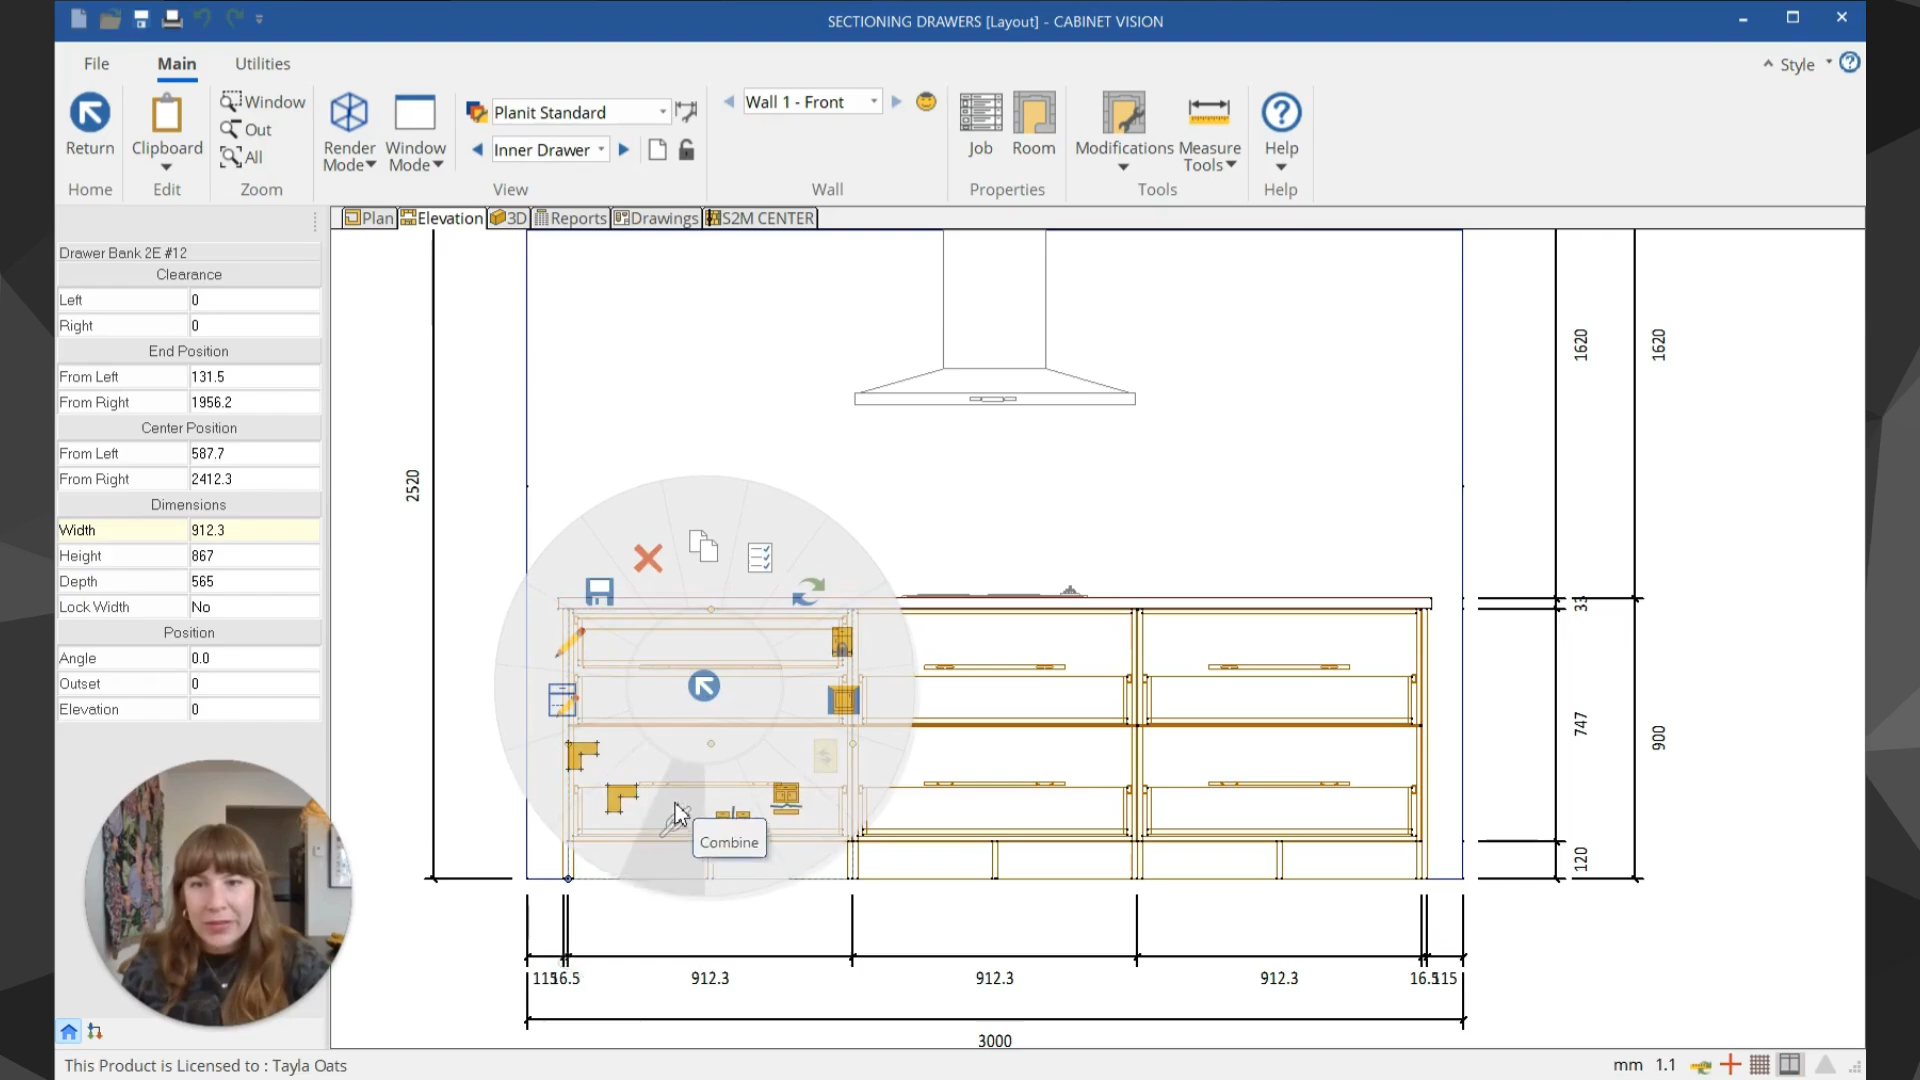 SECTIONING DRAWERS [Layout] - CABINET VISION
File
Main
Utilities
Style
Return
Home
Clipboard
Edit
Window
Out
All
Zoom
Render
Mode
Window
Mode
Planit Standard
Inner Drawer
View
Wall 1 - Front
Wall
Job
Room
Properties
Modifications
Measure
Tools
Tools
Help
Help
Plan
Elevation
3D
Reports
Drawings
S2M CENTER
Drawer Bank 2E #12
Clearance
Left 0
Right 0
End Position
From Left 131.5
From Right 1956.2
Center Position
From Left 587.7
From Right 2412.3
Dimensions
Width 912.3
Height 867
Depth 565
Lock Width No
Position
Angle 0.0
Outset 0
Elevation 0
2520
1620
1620
33
747
900
120
Combine
115
16.5
912.3
912.3
912.3
16.5
115
3000
This Product is Licensed to : Tayla Oats
mm 1.1